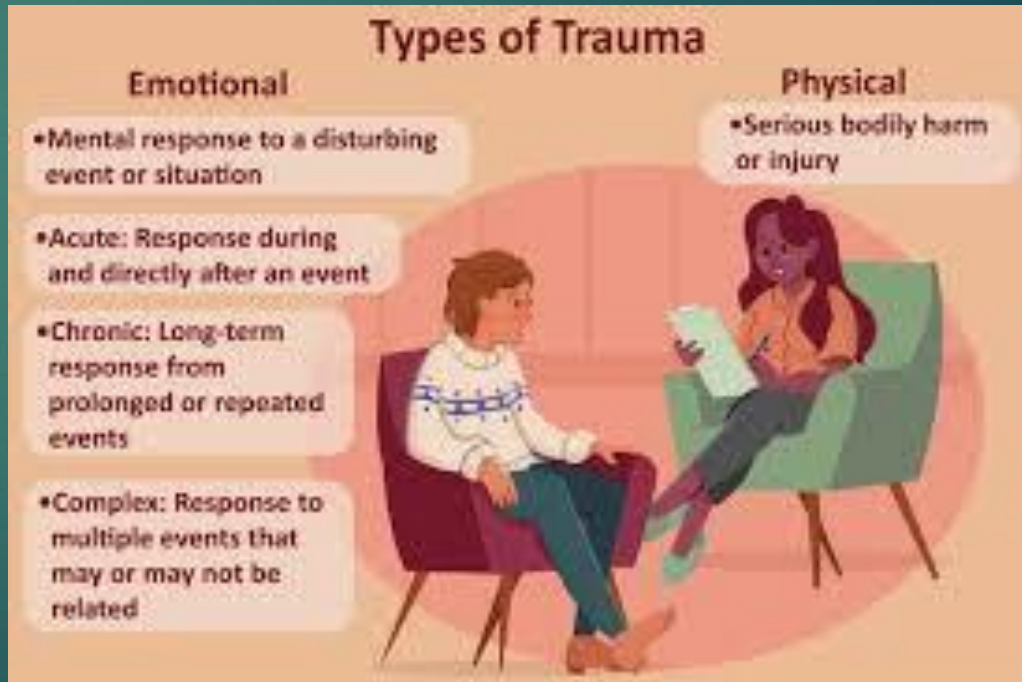 Types of Trauma
Emotional
•Mental response to a disturbing
event or situation
•Acute: Response during
and directly after an event
•Chronic: Long-term
response from
prolonged or repeated
events
•Complex: Response to
multiple events that
may or may not be
related
Physical
•Serious bodily harm
or injury